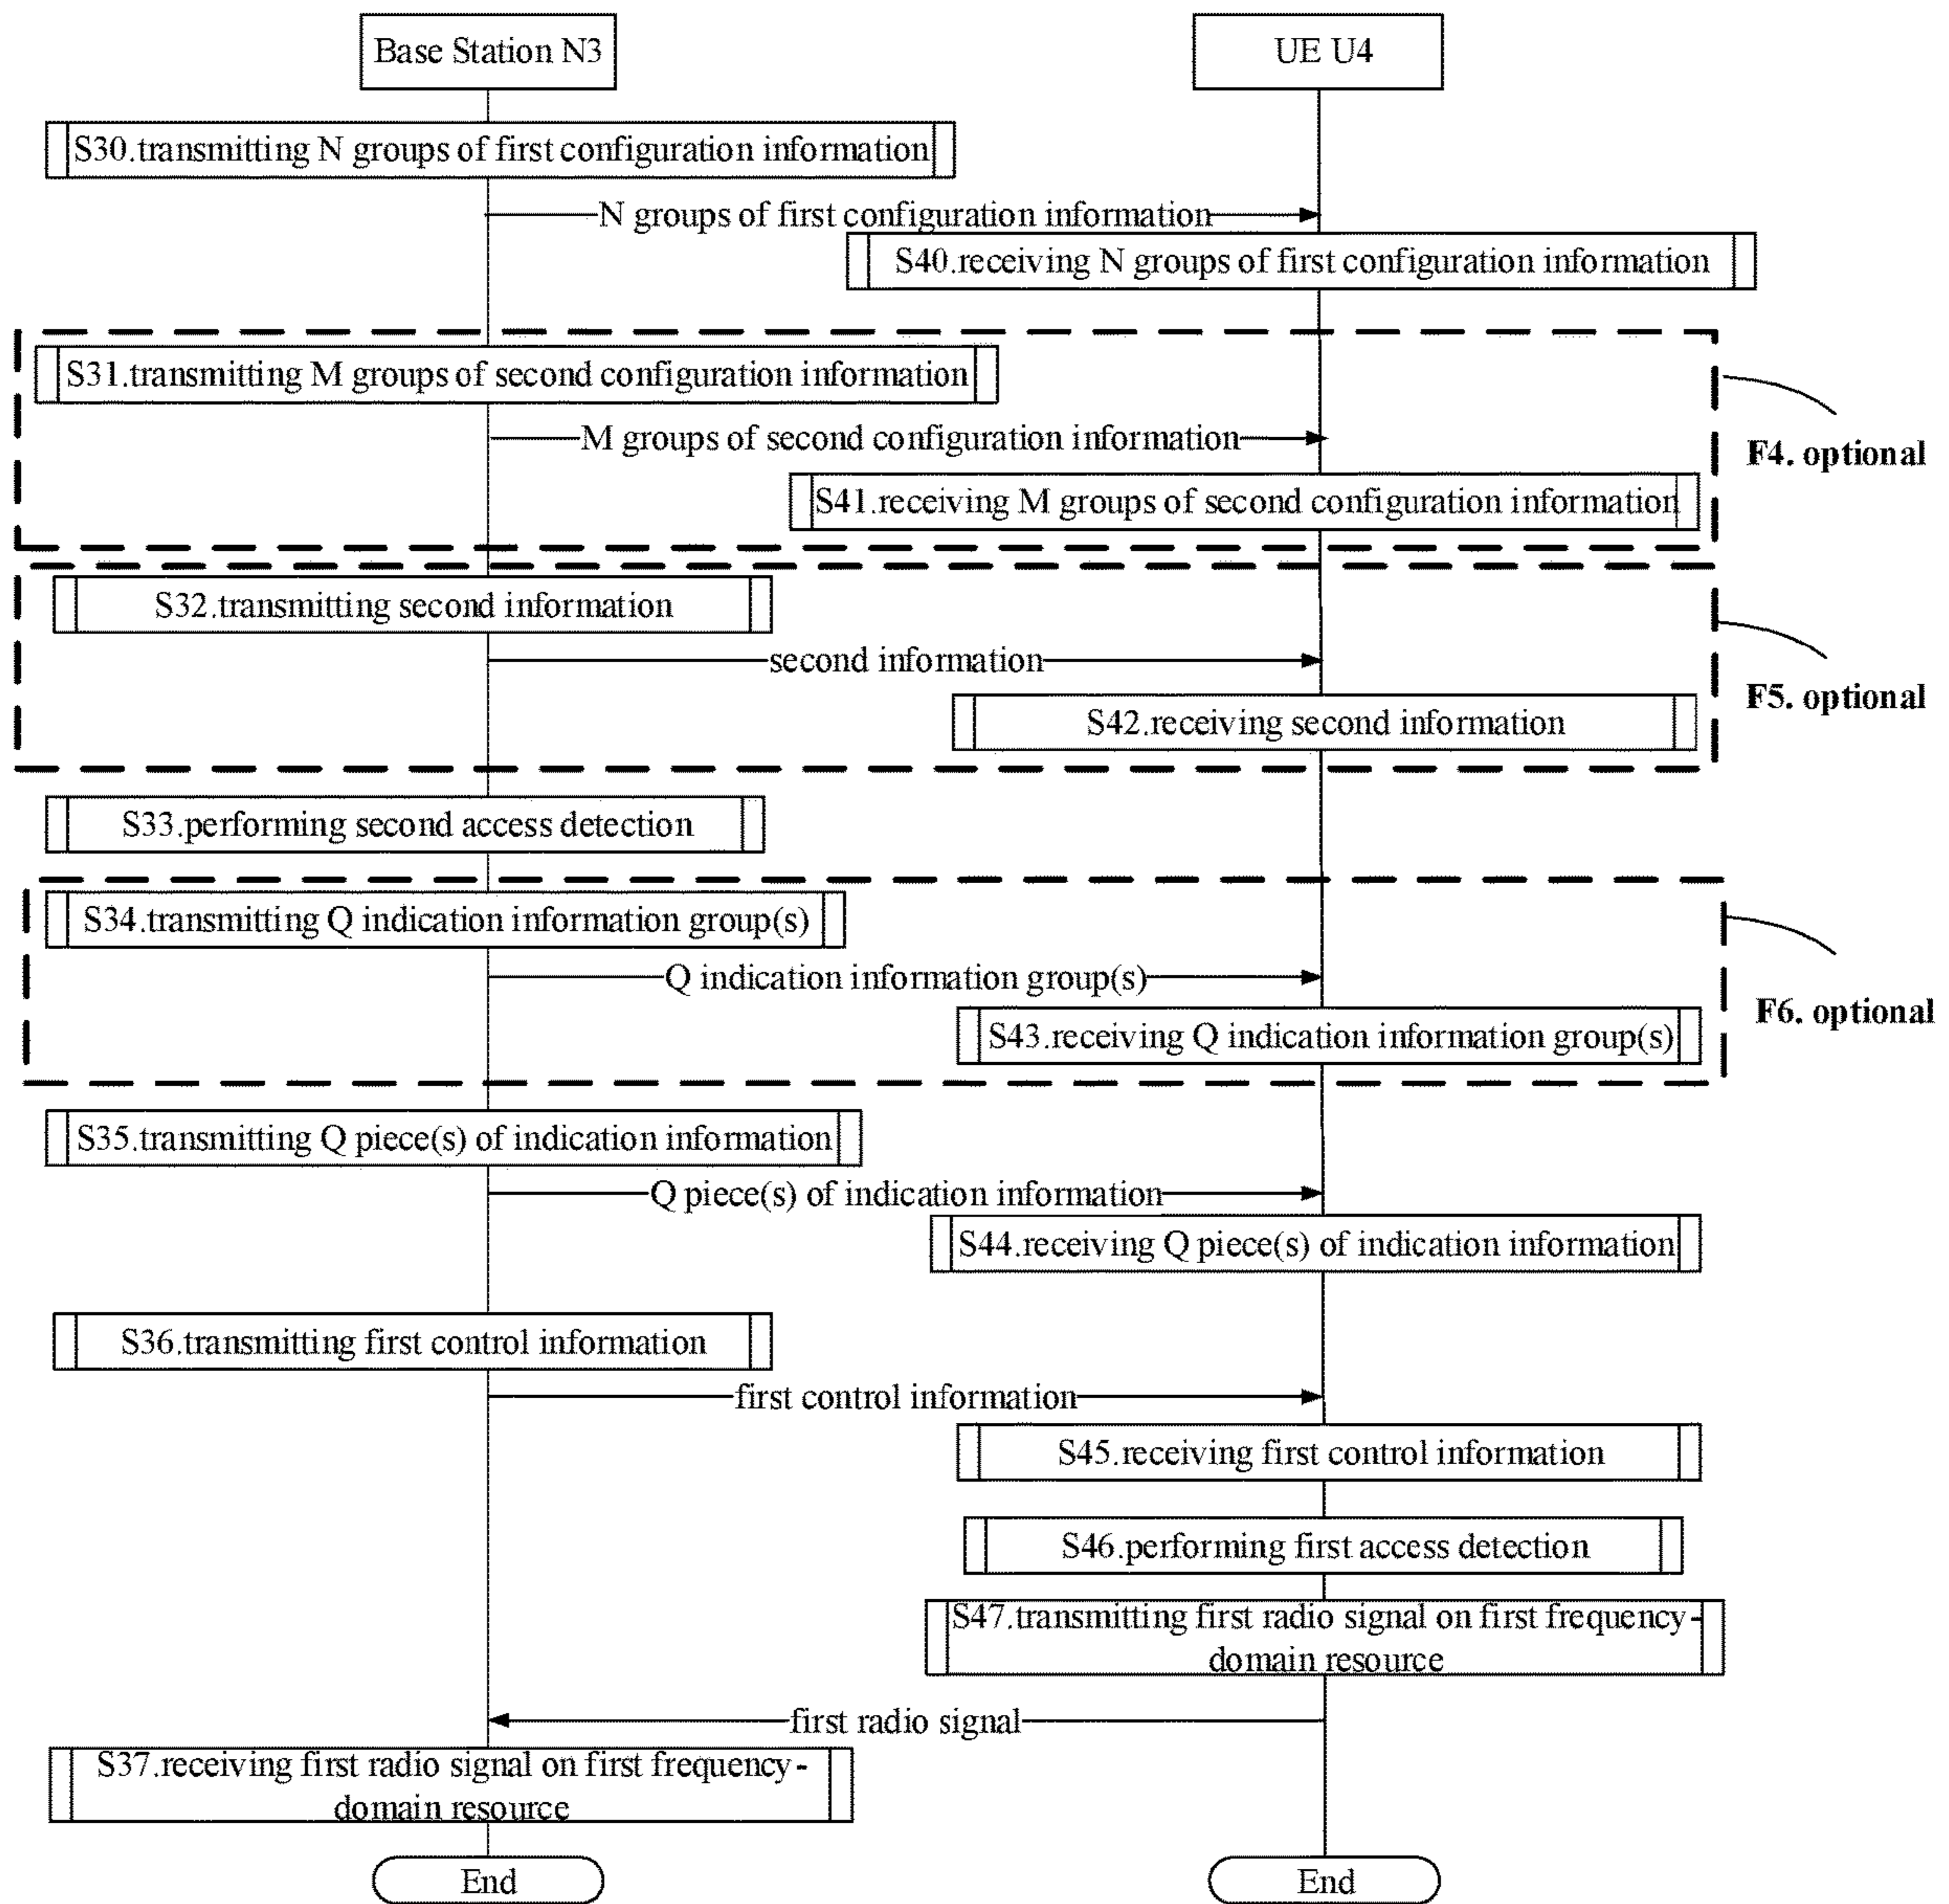 Base Station N3
UE U4
S30.transmitting N groups of first configuration information
N groups of first configuration information
S40.receiving N groups of first configuration information
S31.transmitting M groups of second configuration information
M groups of second configuration information
F4. optional
S41.receiving M groups of second configuration information
S32.transmitting second information
second information
F5. optional
S42.receiving second information
S33.performing second access detection
S34.transmitting Q indication information group(s)
Q indication information group(s)
F6. optional
S43.receiving Q indication information group(s)
S35.transmitting Q piece(s) of indication information
Q piece(s) of indication information
S44.receiving Q piece(s) of indication information
S36.transmitting first control information
first control information
S45.receiving first control information
S46.performing first access detection
S47.transmitting first radio signal on first frequency-
domain resource
first radio signal
S37.receiving first radio signal on first frequency-
domain resource
End
End